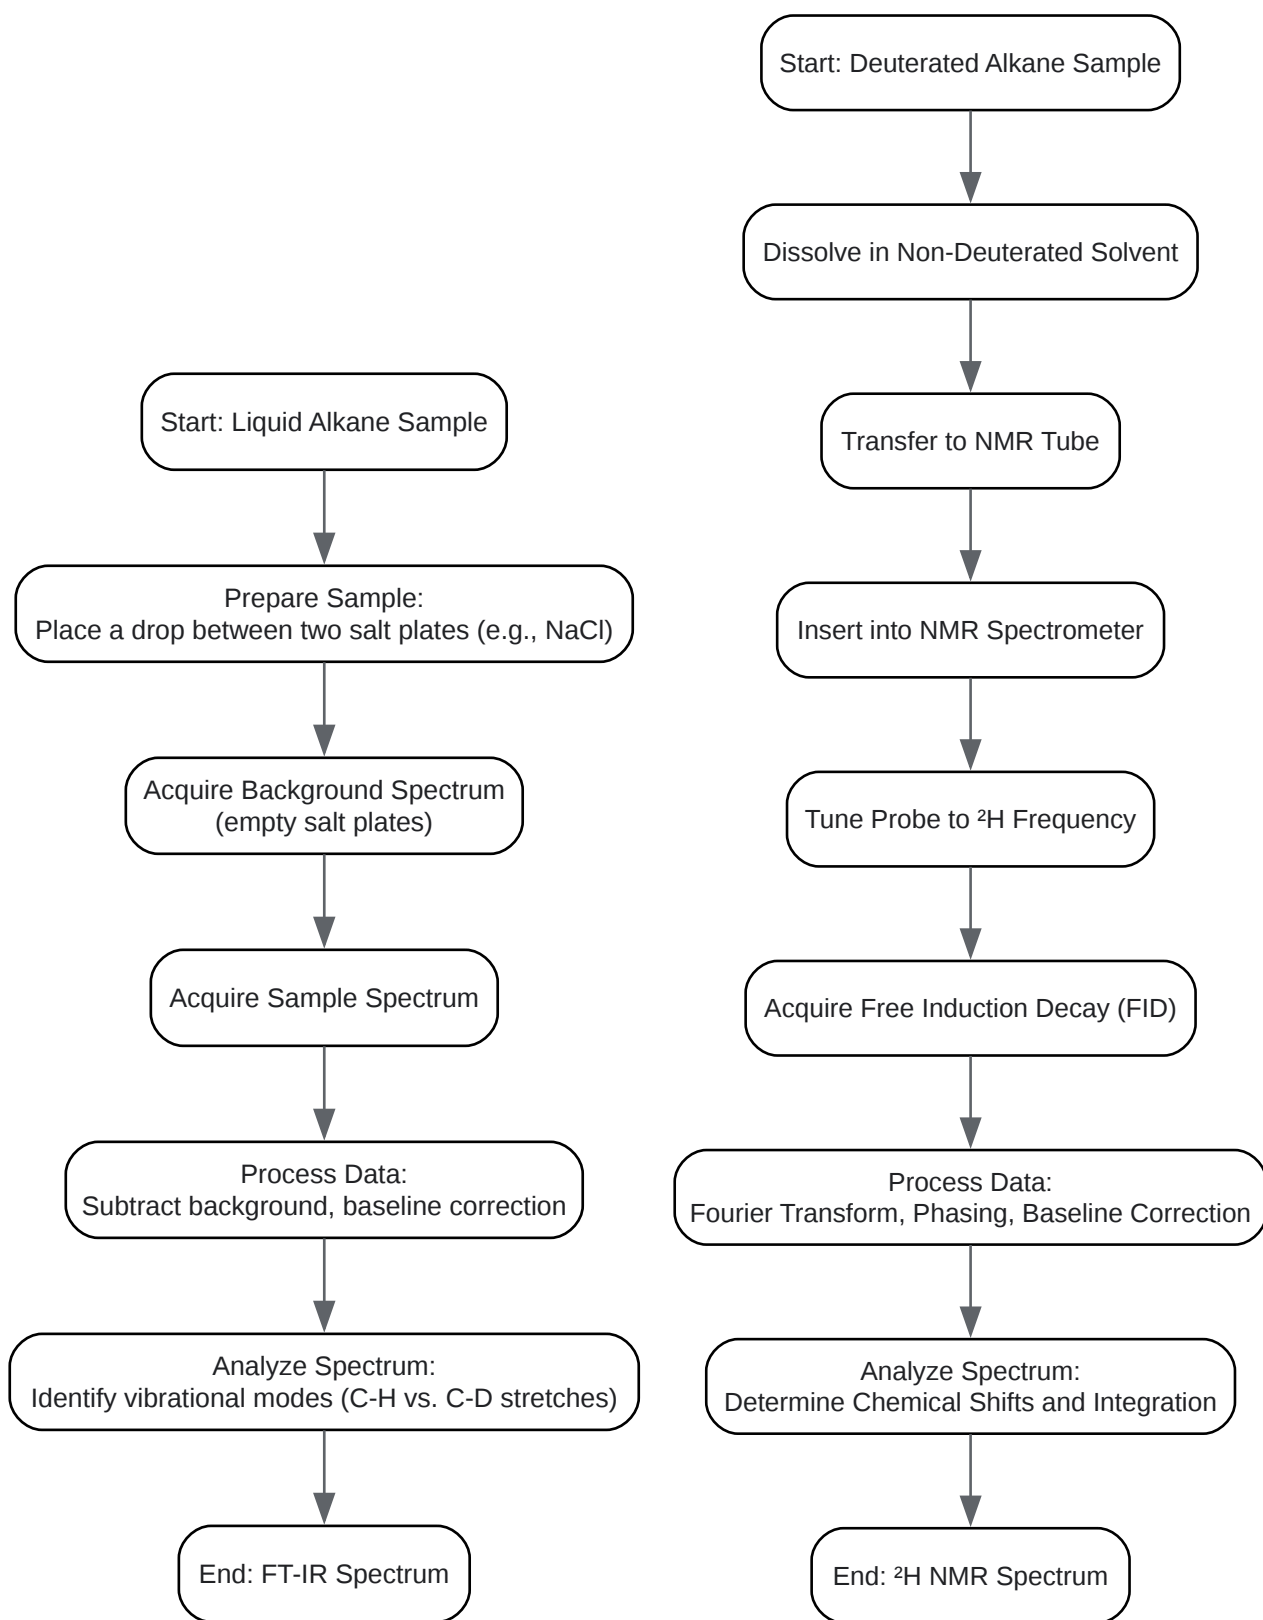 Start: Liquid Alkane Sample
Prepare Sample:
Place a drop between two salt plates (e.g., NaCl)
Acquire Background Spectrum
(empty salt plates)
Acquire Sample Spectrum
Process Data:
Subtract background, baseline correction
Analyze Spectrum:
Identify vibrational modes (C-H vs. C-D stretches)
End: FT-IR Spectrum
Start: Deuterated Alkane Sample
Dissolve in Non-Deuterated Solvent
Transfer to NMR Tube
Insert into NMR Spectrometer
Tune Probe to ²H Frequency
Acquire Free Induction Decay (FID)
Process Data:
Fourier Transform, Phasing, Baseline Correction
Analyze Spectrum:
Determine Chemical Shifts and Integration
End: ²H NMR Spectrum